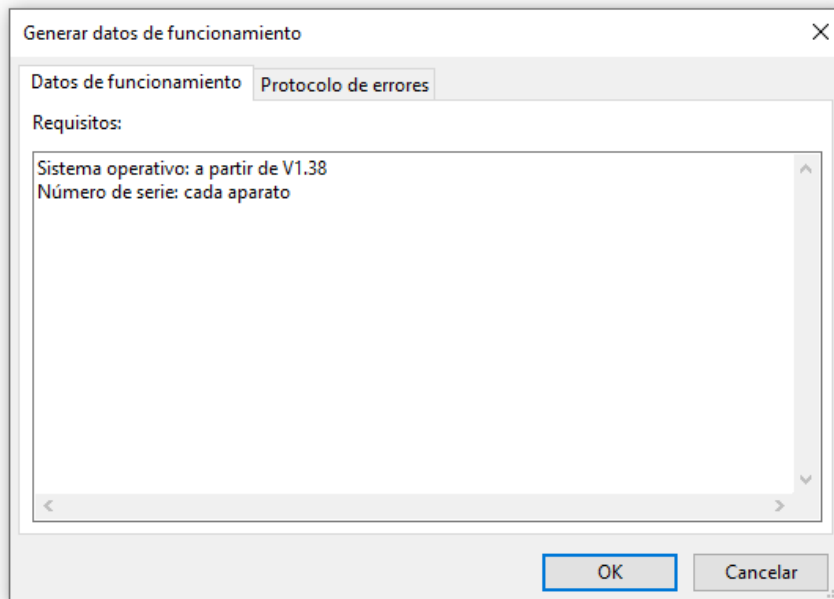 Generar datos de funcionamiento
Datos de funcionamiento
Protocolo de errores
Requisitos:
Sistema operativo: a partir de V1.38
Número de serie: cada aparato
OK
Cancelar